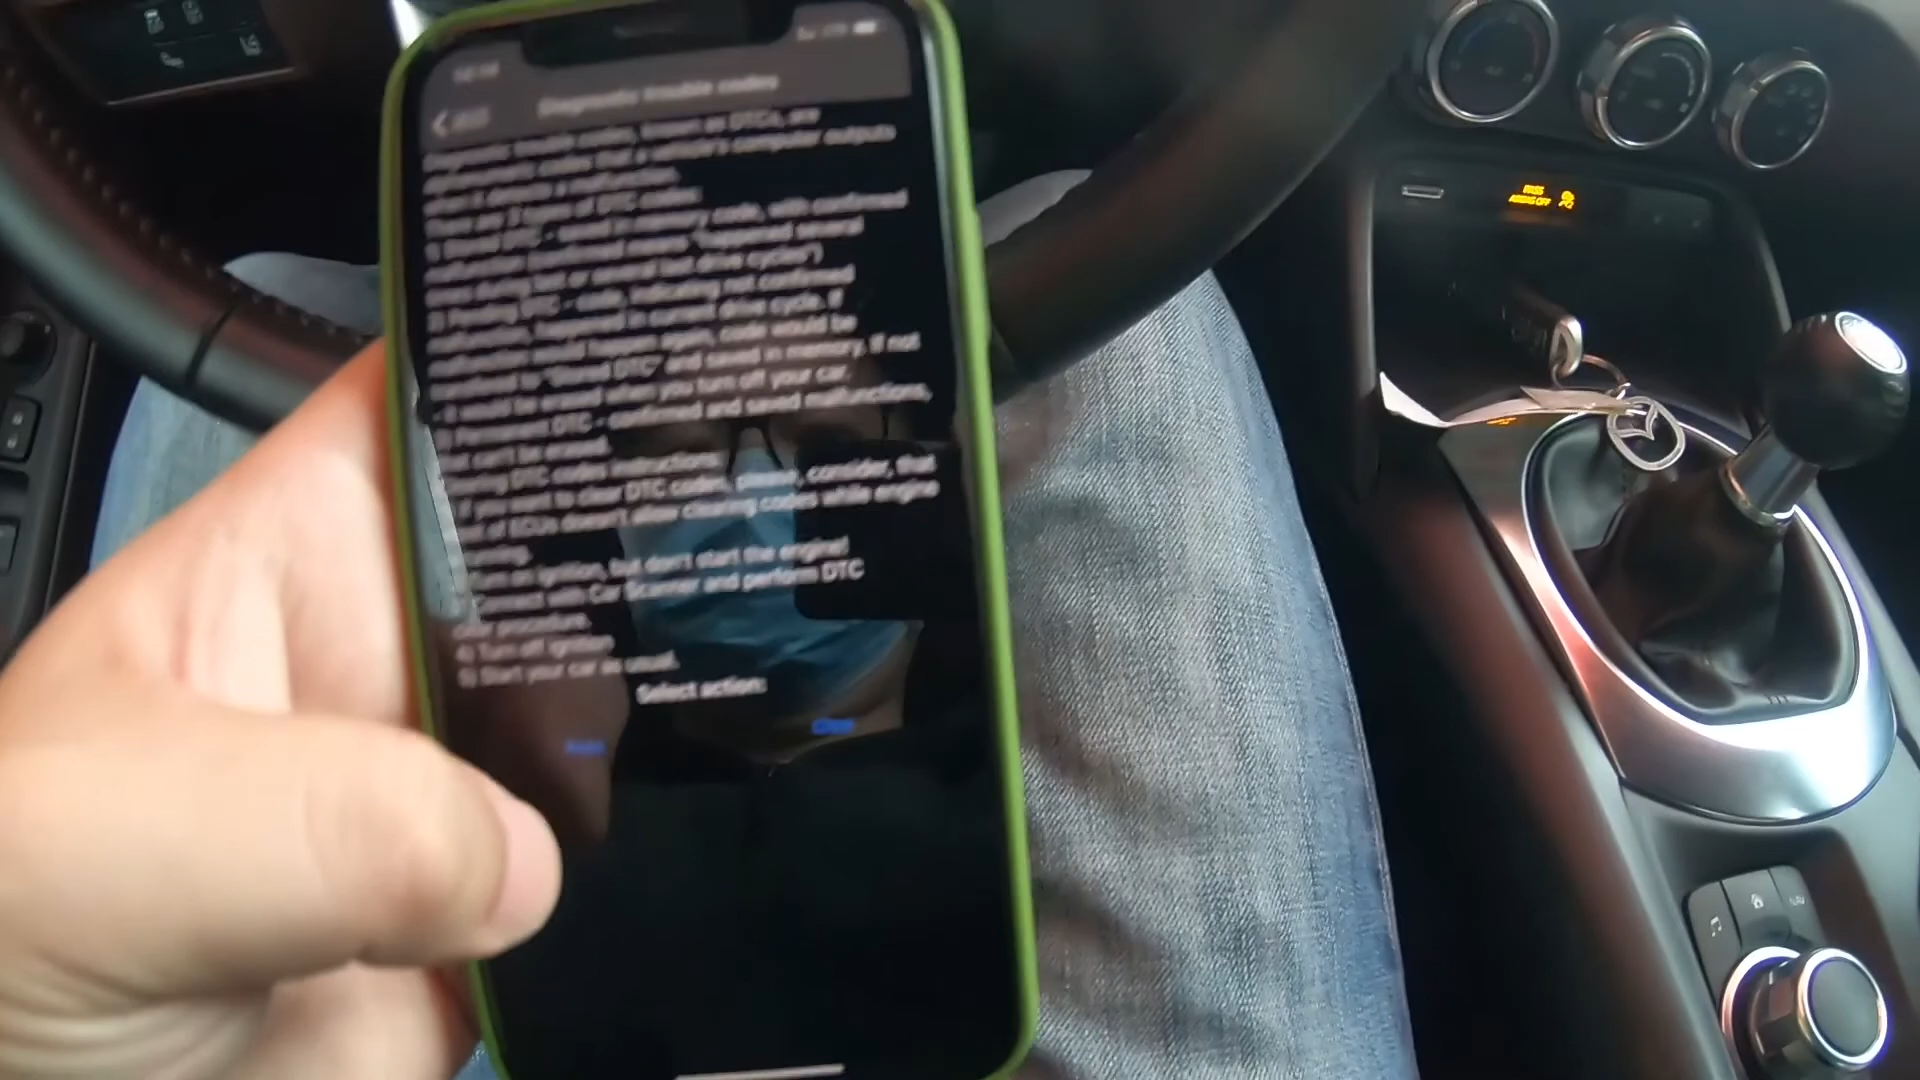 Diagnostic trouble codes
Diagnostic trouble codes, known as DTCs, are
alphanumeric codes that a vehicle's computer outputs
when it detects a malfunction.
There are 3 types of DTC codes:
1) Stored DTC - saved in memory code, with confirmed
malfunction (confirmed means "happened several
times during last or several last drive cycles")
2) Pending DTC - code, indicating not confirmed
malfunction, happened in current drive cycle. If
malfunction would happen again, code would be
transfered to "Stored DTC" and saved in memory. If not
- it would be erased when you turn off your car.
3) Permanent DTC - confirmed and saved malfunctions,
that can't be erased.
DTC codes instructions:
If you want to clear DTC codes, please, consider, that
of ECUs doesn't allow clearing codes while engine
running.
Turn on ignition, but don't start the engine!
Connect with Car Scanner and perform DTC
procedure.
4) Turn off ignition
5) Start your car as usual.
Select action:
Read
Clear
PASS
AIRBAG OFF
NAV